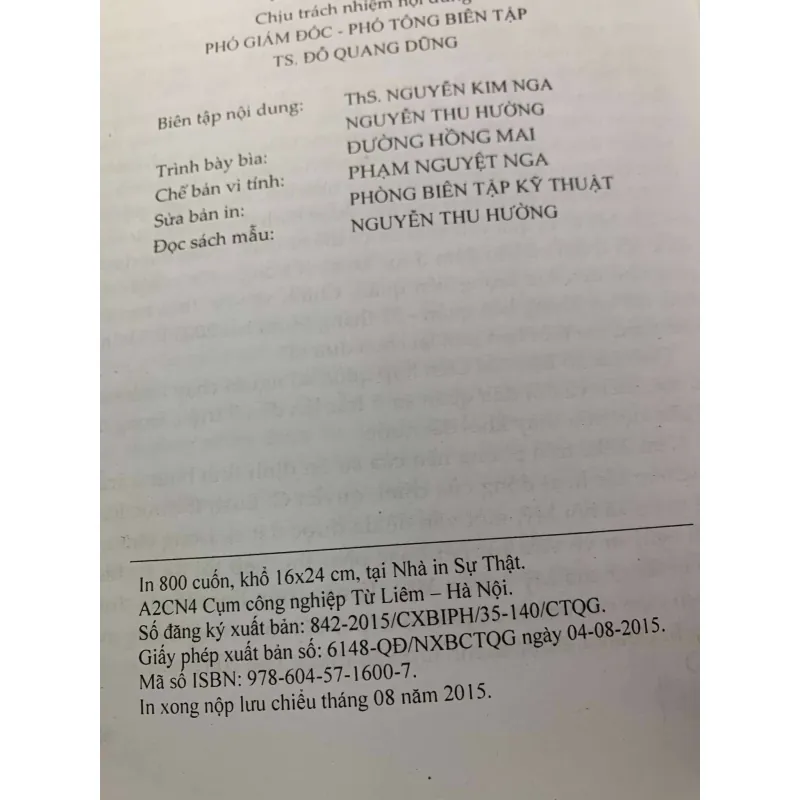 Chịu trách nhiệm nội dung
PHÓ GIÁM ĐỐC - PHÓ TỔNG BIÊN TẬP
TS. ĐỖ QUANG DŨNG
Biên tập nội dung: ThS. NGUYỄN KIM NGA
NGUYỄN THU HƯỜNG
Trình bày bìa: ĐƯỜNG HỒNG MAI
Chế bản vi tính: PHẠM NGUYỆT NGA
Sửa bản in: PHÒNG BIÊN TẬP KỸ THUẬT
Đọc sách mẫu: NGUYỄN THU HƯỜNG
In 800 cuốn, khổ 16x24 cm, tại Nhà in Sự Thật.
A2CN4 Cụm công nghiệp Từ Liêm – Hà Nội.
Số đăng ký xuất bản: 842-2015/CXBIPH/35-140/CTQG.
Giấy phép xuất bản số: 6148-QĐ/NXBCTQG ngày 04-08-2015.
Mã số ISBN: 978-604-57-1600-7.
In xong nộp lưu chiểu tháng 08 năm 2015.